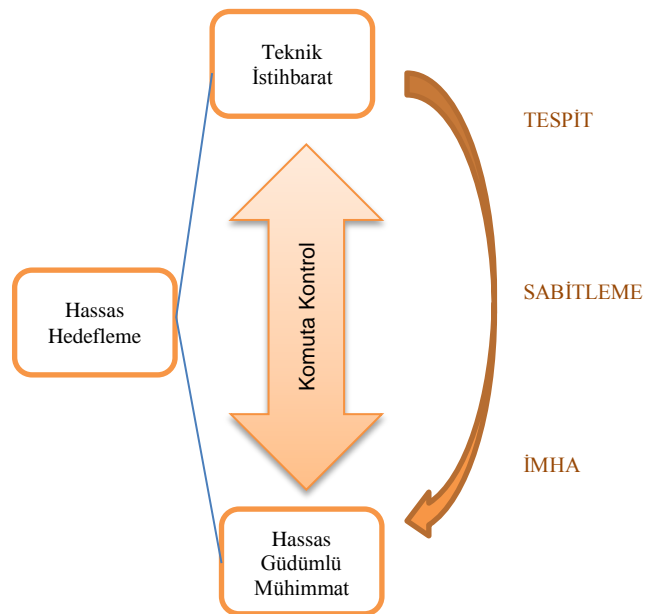 Teknik
İstihbarat
TESPİT
Hassas
Hedefleme
Komuta Kontrol
SABİTLEME
İMHA
Hassas
Güdümlü
Mühimmat